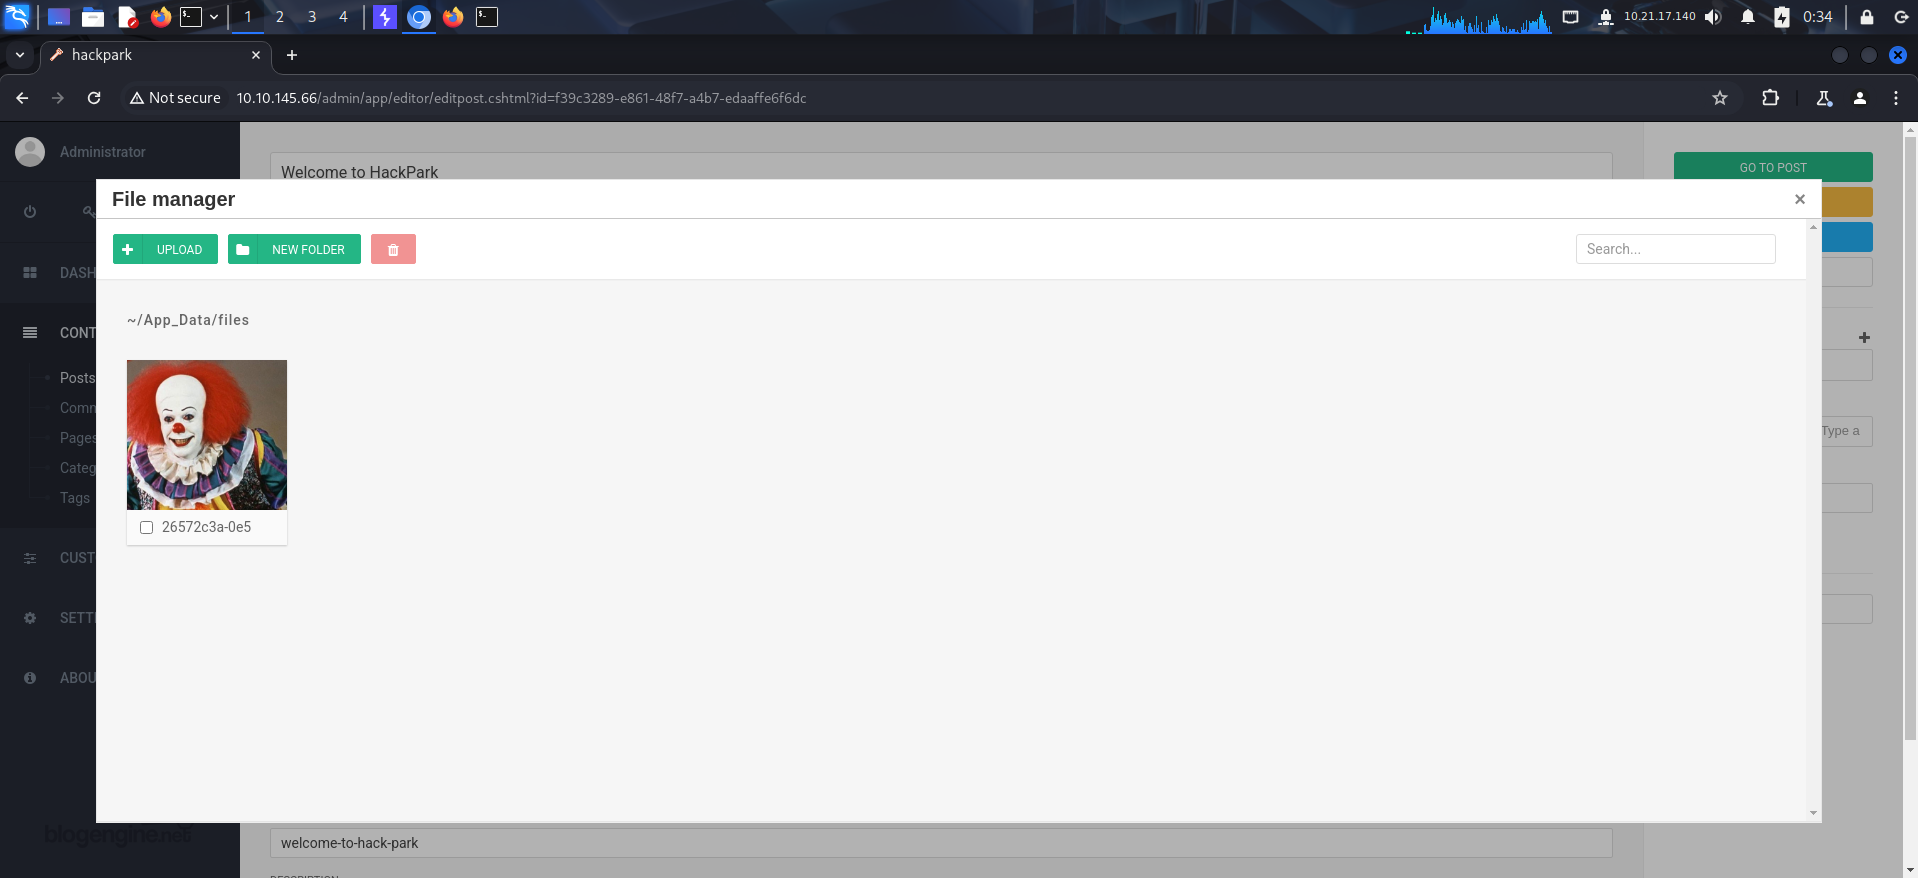 1 2 3 4 10.21.17.140 0:34
hackpark
Not secure 10.10.145.66/admin/app/editor/editpost.cshtml?id=f39c3289-e861-48f7-a4b7-edaaffe6f6dc
Administrator
Welcome to HackPark
GO TO POST
File manager
UPLOAD NEW FOLDER Search...
DASH
~/App_Data/files
CONT
Posts
Comn
Type a
Pages
Categ
Tags
26572c3a-0e5
CUST
SETTI
ABOU
blogengine.net
welcome-to-hack-park
DESCRIPTION